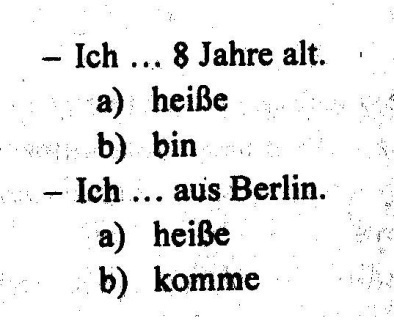 – Ich ... 8 Jahre alt.
a) heiße
b) bin
– Ich ... aus Berlin.
a) heiße
b) komme